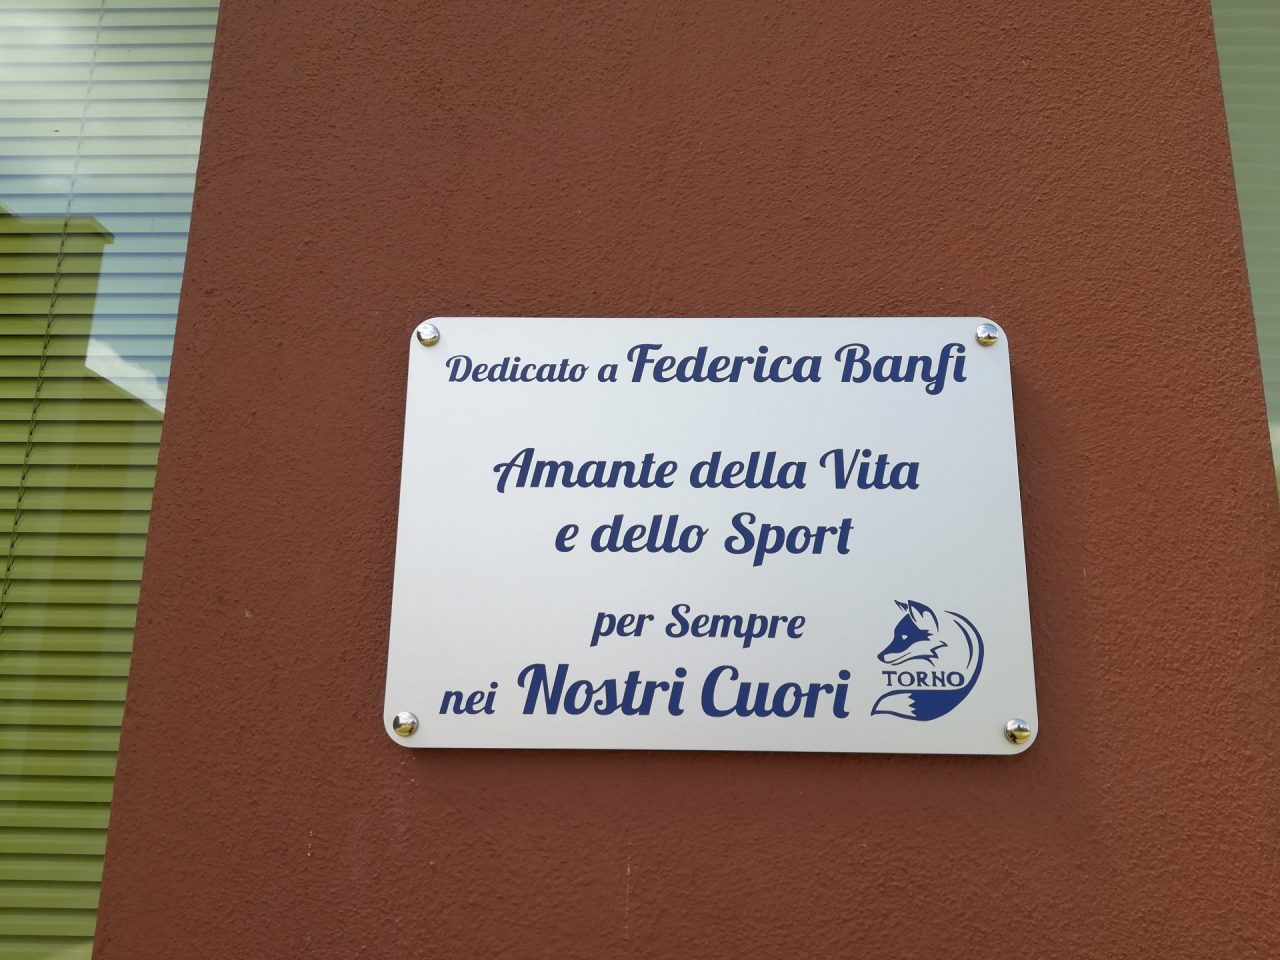 Dedicato a Federica Banfi
Amante della Vita
e dello Sport
per Sempre
nei Nostri Cuori
TORNO